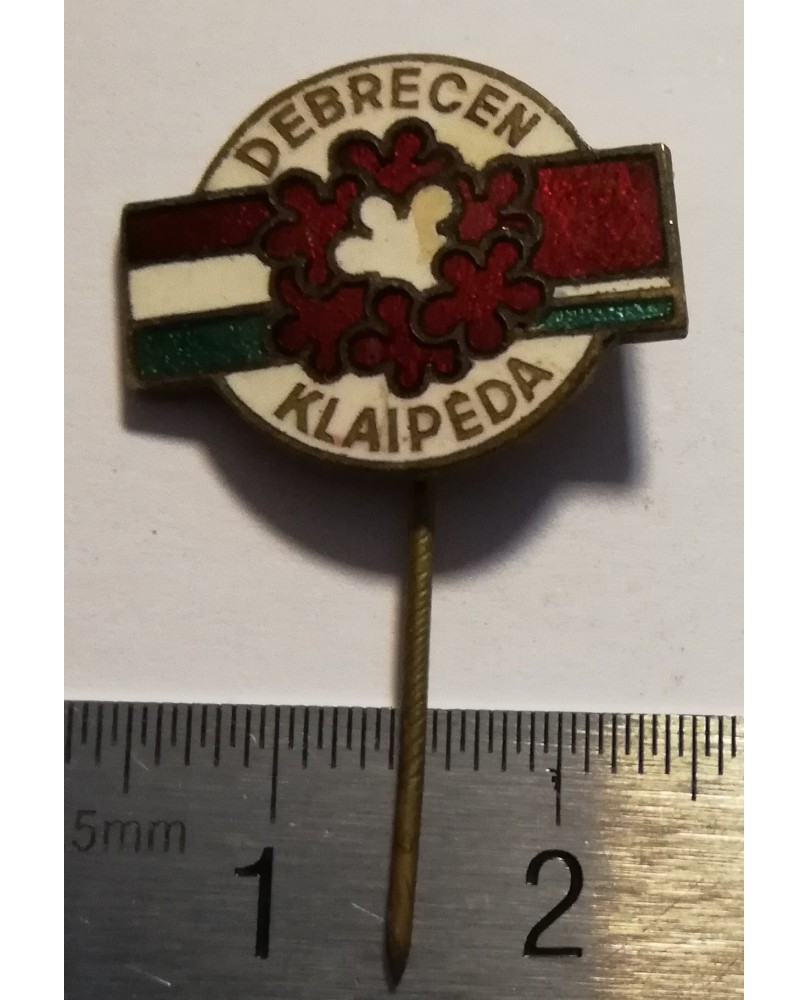 DEBRECEN
KLAIPĖDA
5mm
1 2